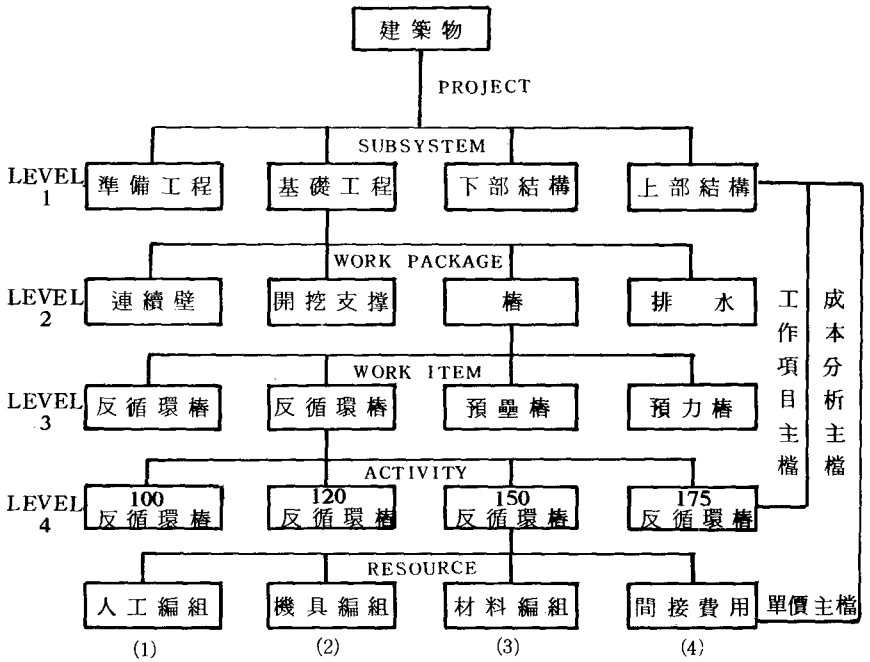 建築物
PROJECT
SUBSYSTEM
LEVEL 1
準備工程
基礎工程
下部結構
上部結構
WORK PACKAGE
LEVEL 2
連續壁
開挖支撐
樁
排水
WORK ITEM
LEVEL 3
反循環樁
反循環樁
預壘樁
預力樁
ACTIVITY
LEVEL 4
100
反循環樁
120
反循環樁
150
反循環樁
175
反循環樁
工作項目主檔
成本分析主檔
RESOURCE
人工編組
機具編組
材料編組
間接費用
單價主檔
(1)
(2)
(3)
(4)